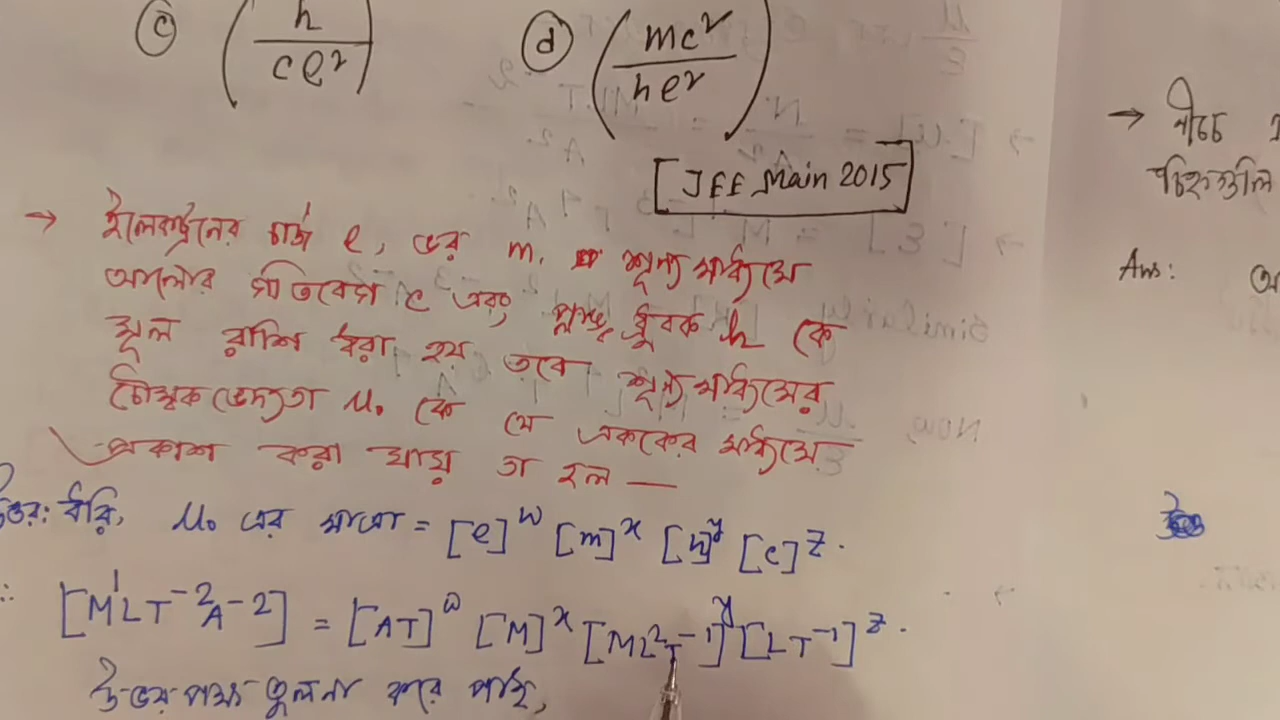 ⓒ (h/ce²) ⓓ (mc²/he²)
[JEE Main 2015]
→ ইলেকট্রনের চার্জ e, ভর m, শূন্য মাধ্যমে
আলোর গতিবেগ c এবং প্লাঙ্ক ধ্রুবক h কে
মূল রাশি ধরা হয় তবে শূন্য মাধ্যমের
চৌম্বক ভেদ্যতা μ₀ কে যে এককের মাধ্যমে
প্রকাশ করা যায় তা হল —
উত্তর: ধরি, μ₀ এর মাত্রা = [e]^w [m]^x [h]^y [c]^z.
∴ [M¹LT⁻²A⁻²] = [AT]^w [M]^x [ML²T⁻¹]^y [LT⁻¹]^z.
উভয়পক্ষ তুলনা করে পাই,
→ নীচে
চিহ্নগুলি
Ans: